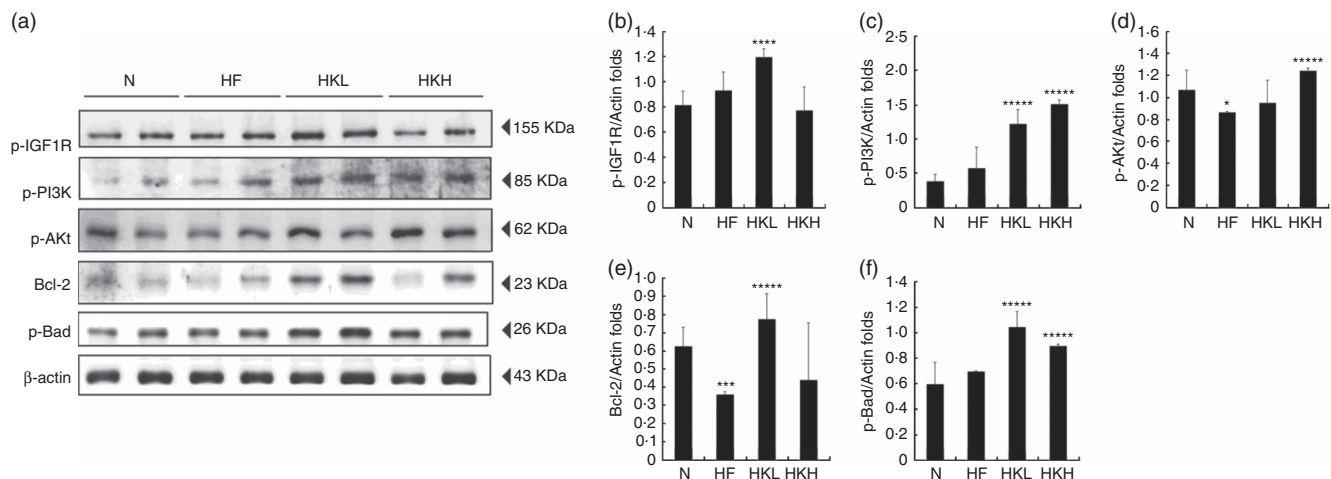 (a)
N HF HKL HKH
p-IGF1R
155 KDa
p-PI3K
85 KDa
p-AKt
62 KDa
Bcl-2
23 KDa
p-Bad
26 KDa
β-actin
43 KDa
(b)
p-IGF1R/Actin folds
1·4
1·2
1
0·8
0·6
0·4
0·2
0
****
N HF HKL HKH
(c)
p-PI3K/Actin folds
2·5
2·0
1·5
1·0
0·5
0
*****
*****
N HF HKL HKH
(d)
p-AKt/Actin folds
1·6
1·4
1·2
1·0
0·8
0·6
0·4
0·2
0
*
*****
N HF HKL HKH
(e)
Bcl-2/Actin folds
1
0·9
0·8
0·7
0·6
0·5
0·4
0·3
0·2
0·1
0
***
*****
N HF HKL HKH
(f)
p-Bad/Actin folds
1·4
1·2
1·0
0·8
0·6
0·4
0·2
0
*****
*****
N HF HKL HKH